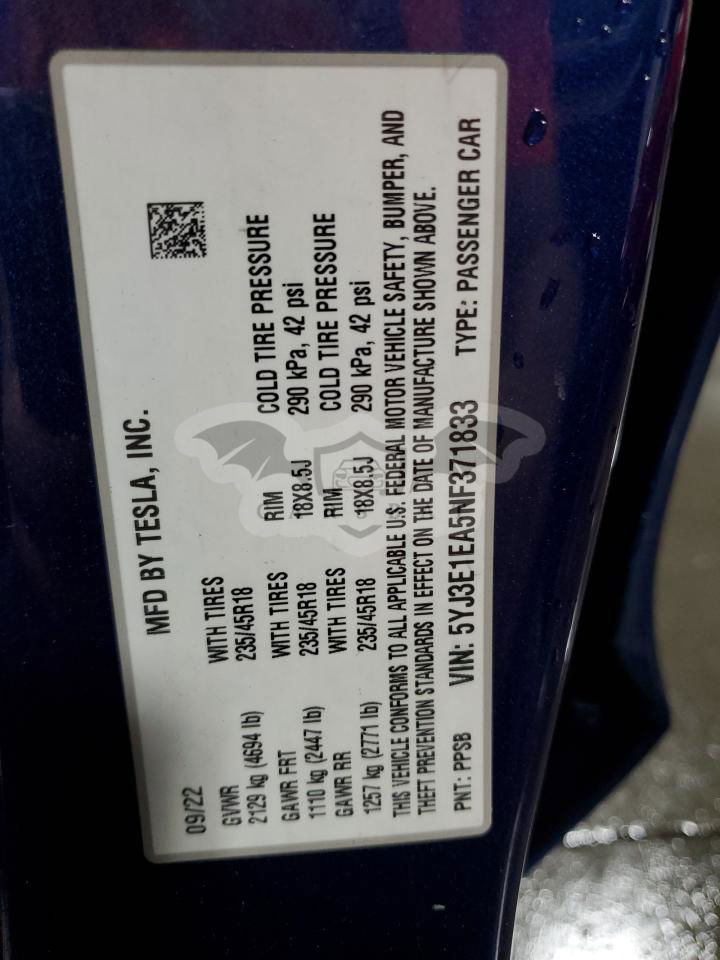 MFD BY TESLA, INC.
09/22
GVWR WITH TIRES
2129 kg (4694 lb) 235/45R18
GAWR FRT WITH TIRES RIM COLD TIRE PRESSURE
1110 kg (2447 lb) 235/45R18 18X8.5J 290 kPa, 42 psi
GAWR RR WITH TIRES RIM COLD TIRE PRESSURE
1257 kg (2771 lb) 235/45R18 18X8.5J 290 kPa, 42 psi
THIS VEHICLE CONFORMS TO ALL APPLICABLE U.S. FEDERAL MOTOR VEHICLE SAFETY, BUMPER, AND
THEFT PREVENTION STANDARDS IN EFFECT ON THE DATE OF MANUFACTURE SHOWN ABOVE.
PNT: PPSB VIN: 5YJ3E1EA5NF371833 TYPE: PASSENGER CAR